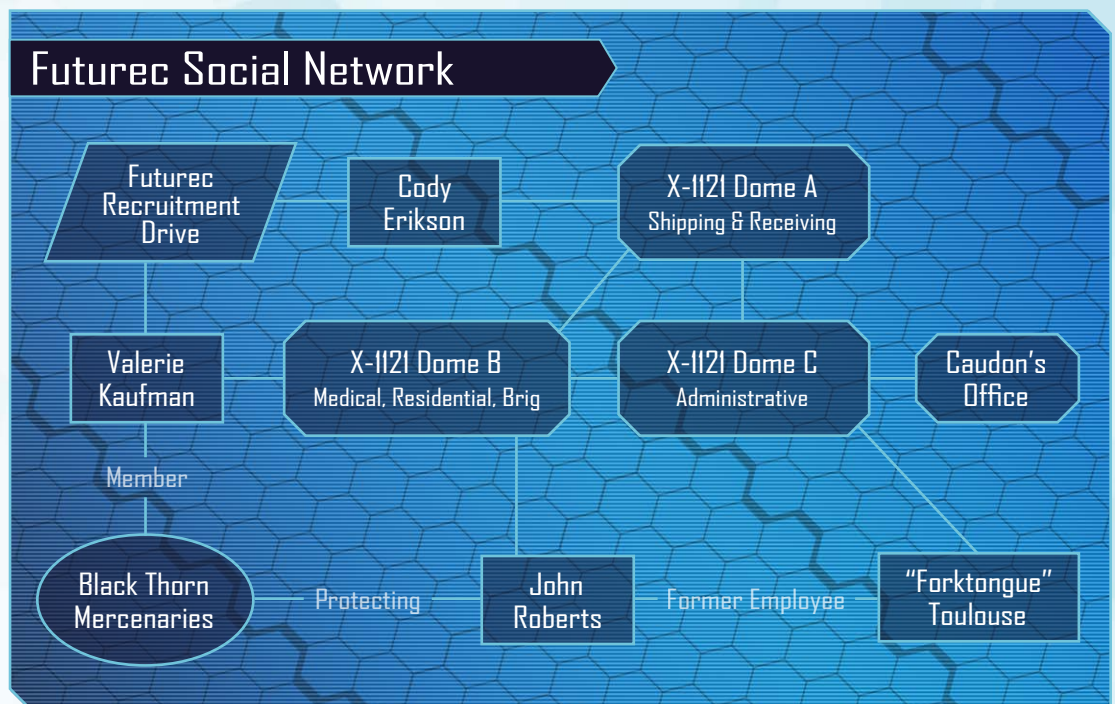 Futurec Social Network
Futurec
Recruitment
Drive
Cody
Erikson
X-1121 Dome A
Shipping & Receiving
Valerie
Kaufman
X-1121 Dome B
Medical, Residential, Brig
X-1121 Dome C
Administrative
Caudon's
Office
Member
Black Thorn
Mercenaries
Protecting
John
Roberts
Former Employee
"Forktongue"
Toulouse